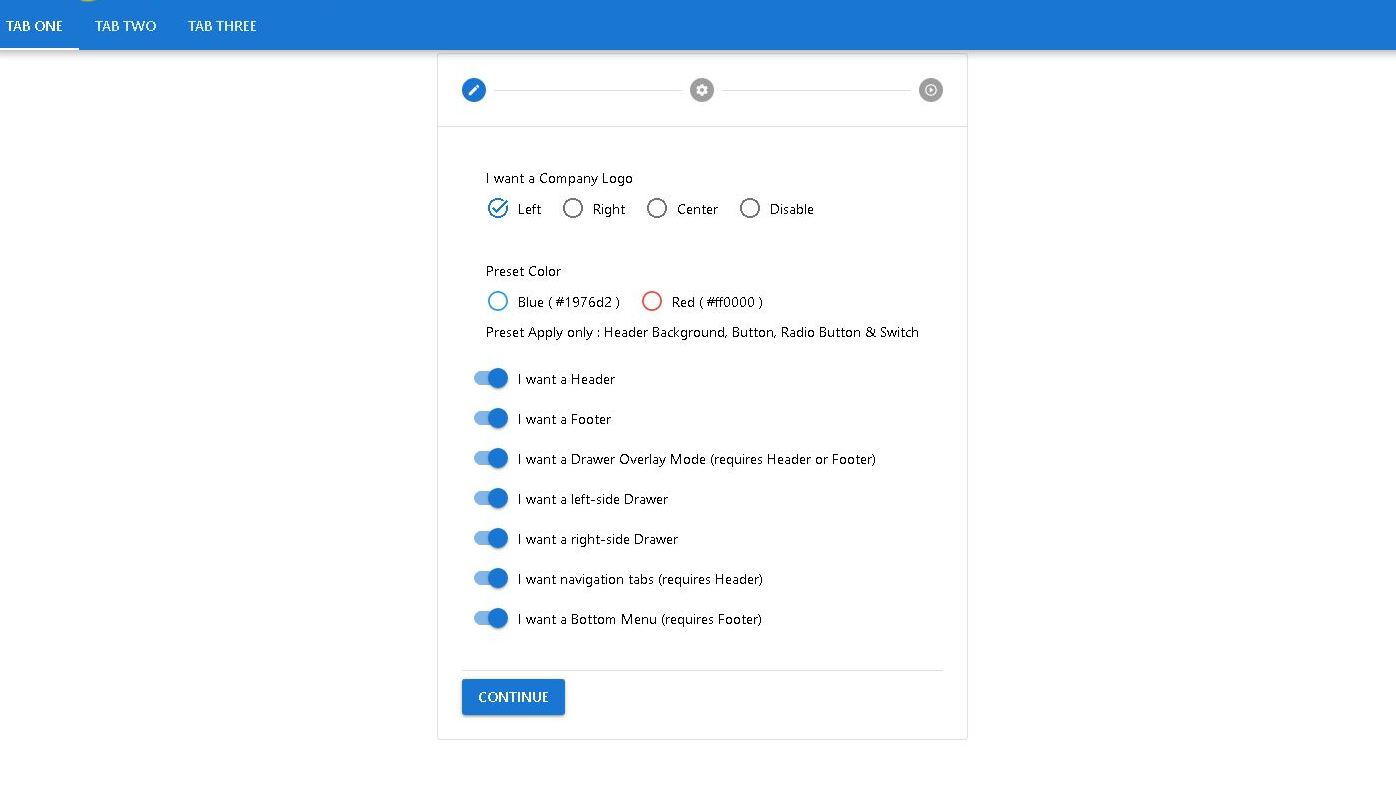 TAB ONE TAB TWO TAB THREE
I want a Company Logo
Left Right Center Disable
Preset Color
Blue ( #1976d2 ) Red ( #ff0000 )
Preset Apply only : Header Background, Button, Radio Button & Switch
I want a Header
I want a Footer
I want a Drawer Overlay Mode (requires Header or Footer)
I want a left-side Drawer
I want a right-side Drawer
I want navigation tabs (requires Header)
I want a Bottom Menu (requires Footer)
CONTINUE